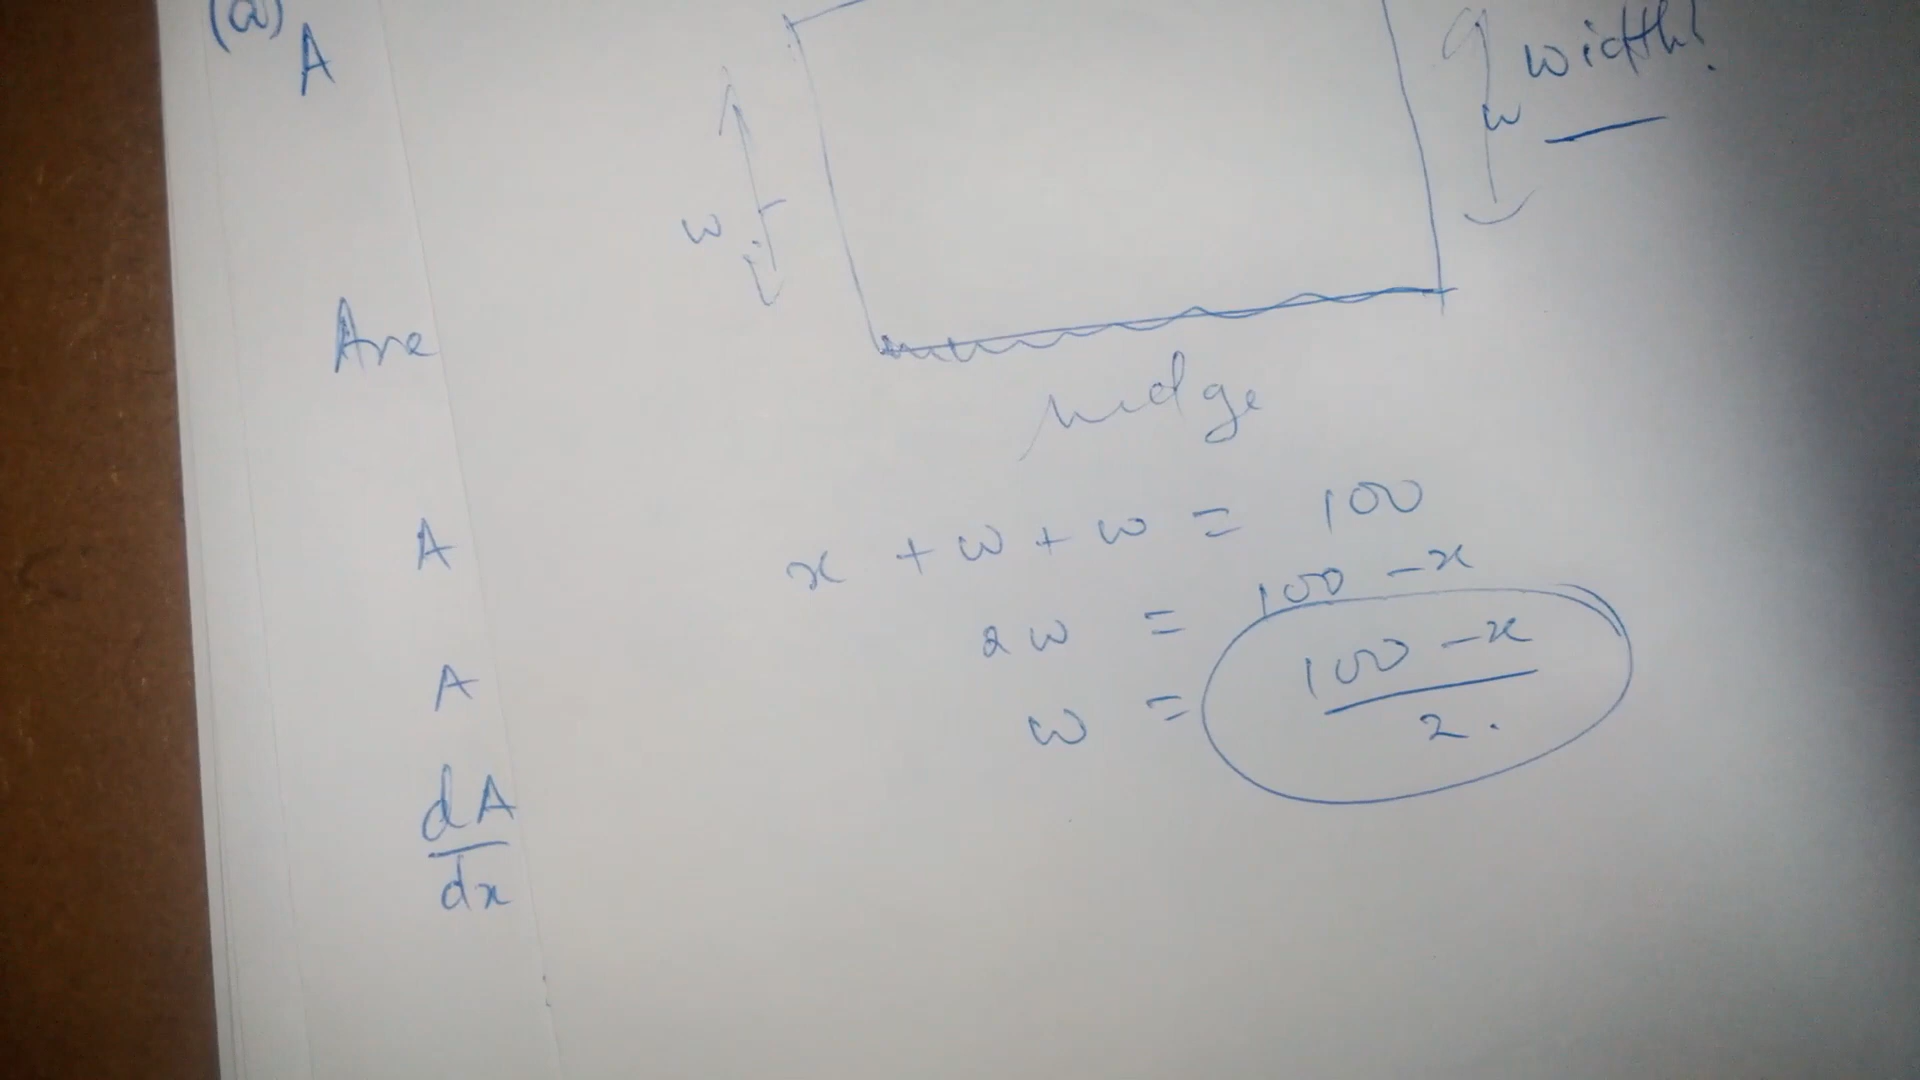 (a)
A
width?
w
w
Are
hedge
x + w + w = 100
A
2w = 100 - x
w = 100 - x / 2.
A
dA
dx